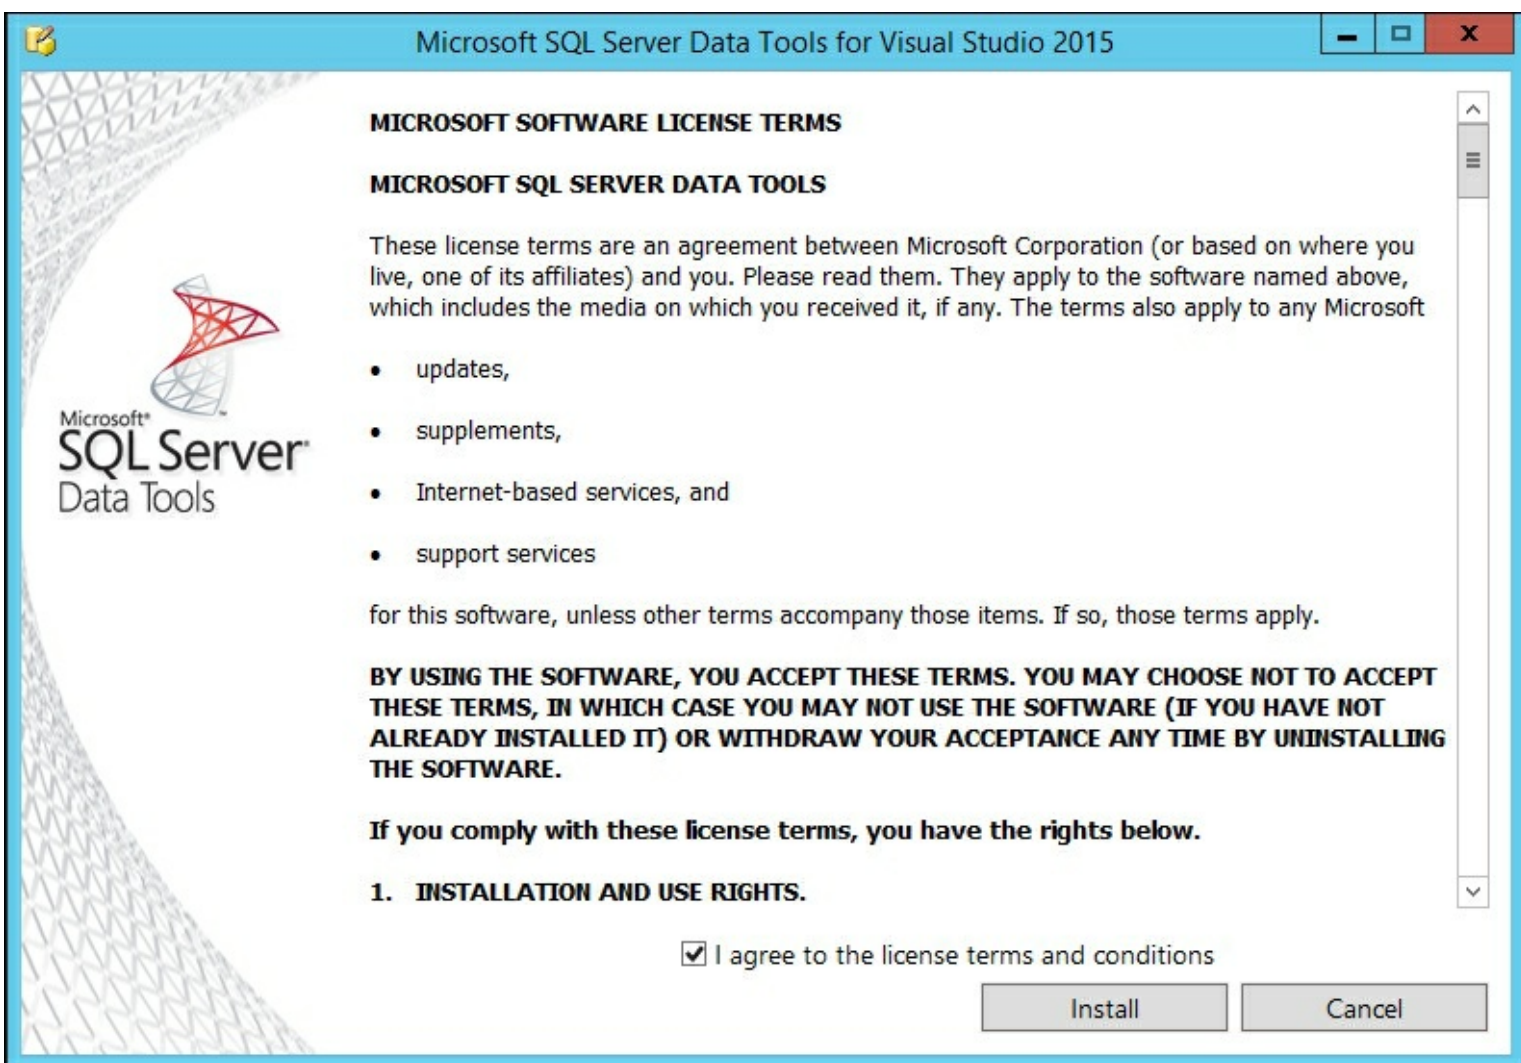 Microsoft SQL Server Data Tools for Visual Studio 2015
MICROSOFT SOFTWARE LICENSE TERMS
MICROSOFT SQL SERVER DATA TOOLS
These license terms are an agreement between Microsoft Corporation (or based on where you
live, one of its affiliates) and you. Please read them. They apply to the software named above,
which includes the media on which you received it, if any. The terms also apply to any Microsoft
• updates,
• supplements,
• Internet-based services, and
• support services
for this software, unless other terms accompany those items. If so, those terms apply.
BY USING THE SOFTWARE, YOU ACCEPT THESE TERMS. YOU MAY CHOOSE NOT TO ACCEPT
THESE TERMS, IN WHICH CASE YOU MAY NOT USE THE SOFTWARE (IF YOU HAVE NOT
ALREADY INSTALLED IT) OR WITHDRAW YOUR ACCEPTANCE ANY TIME BY UNINSTALLING
THE SOFTWARE.
If you comply with these license terms, you have the rights below.
1. INSTALLATION AND USE RIGHTS.
Microsoft®
SQL Server®
Data Tools
I agree to the license terms and conditions
Install
Cancel